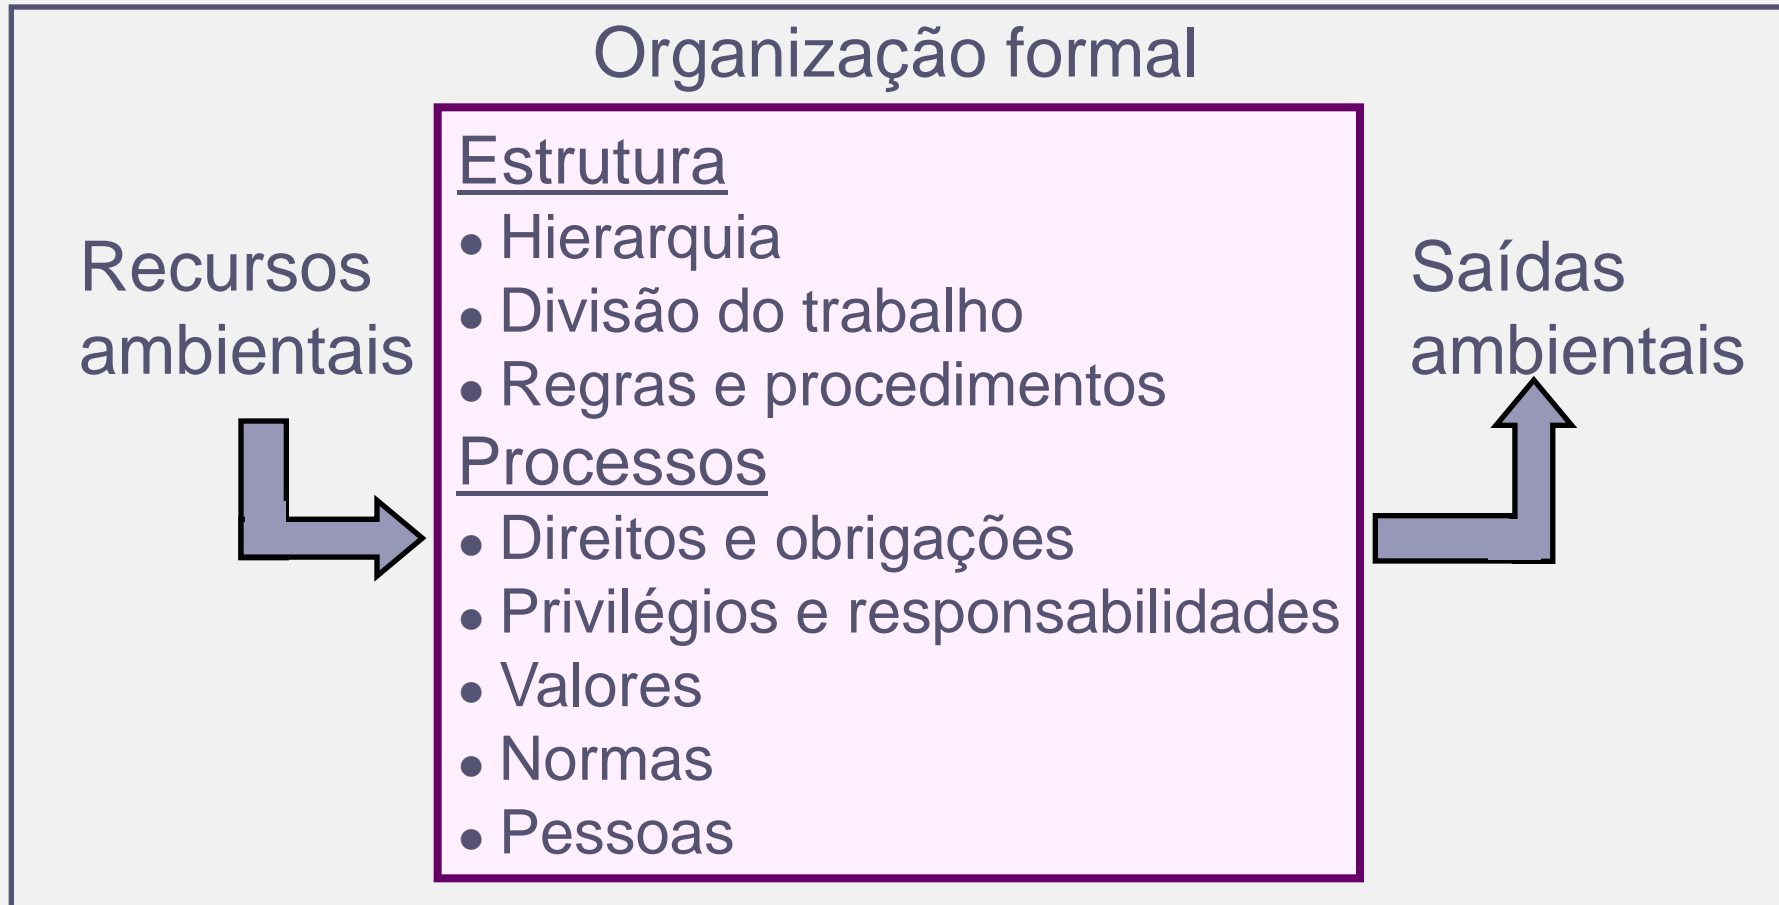 Organização formal
Recursos
ambientais
Estrutura
● Hierarquia
● Divisão do trabalho
● Regras e procedimentos
Processos
● Direitos e obrigações
● Privilégios e responsabilidades
● Valores
● Normas
● Pessoas
Saídas
ambientais